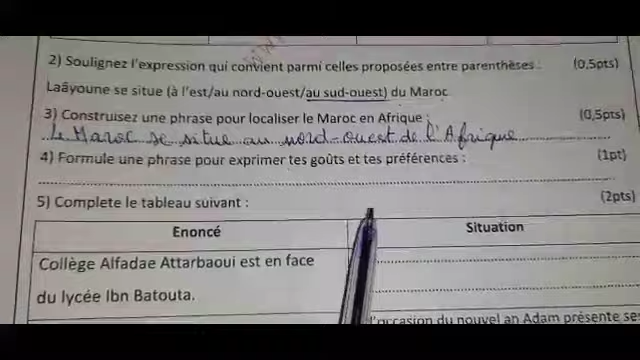 2) Soulignez l'expression qui convient parmi celles proposées entre parenthèses : (0,5pts)
Laâyoune se situe (à l'est/au nord-ouest/au sud-ouest) du Maroc
3) Construisez une phrase pour localiser le Maroc en Afrique : (0,5pts)
Le Maroc se situe au nord-ouest de l'Afrique
4) Formule une phrase pour exprimer tes goûts et tes préférences : (1pt)
5) Complete le tableau suivant : (2pts)
Enoncé Situation
Collège Alfadae Attarbaoui est en face
du lycée Ibn Batouta.
l'occasion du nouvel an Adam présente ses